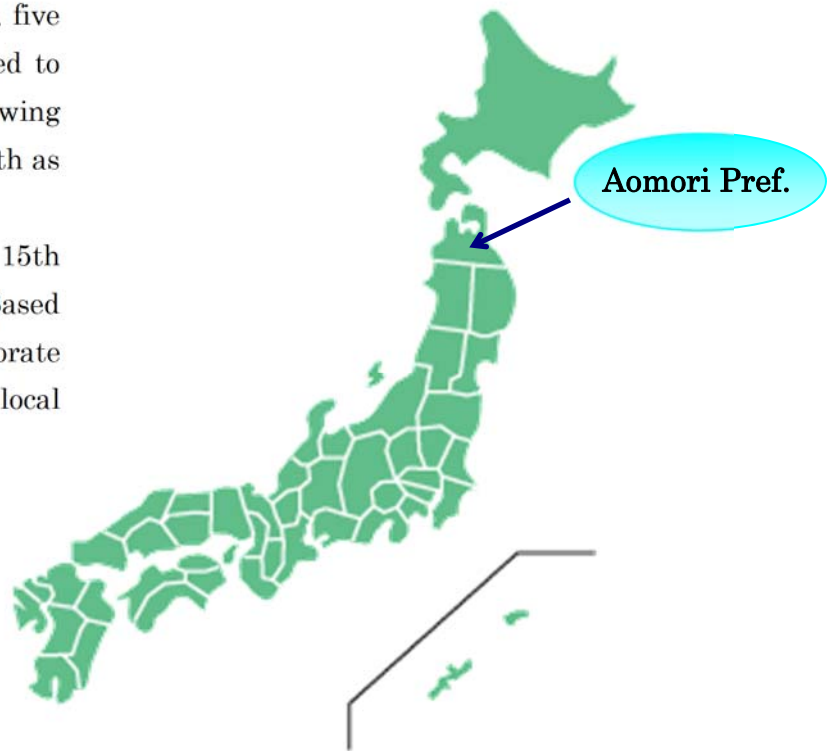 five
ed to
wing
th as
15th
ased
orate
local
Aomori Pref.